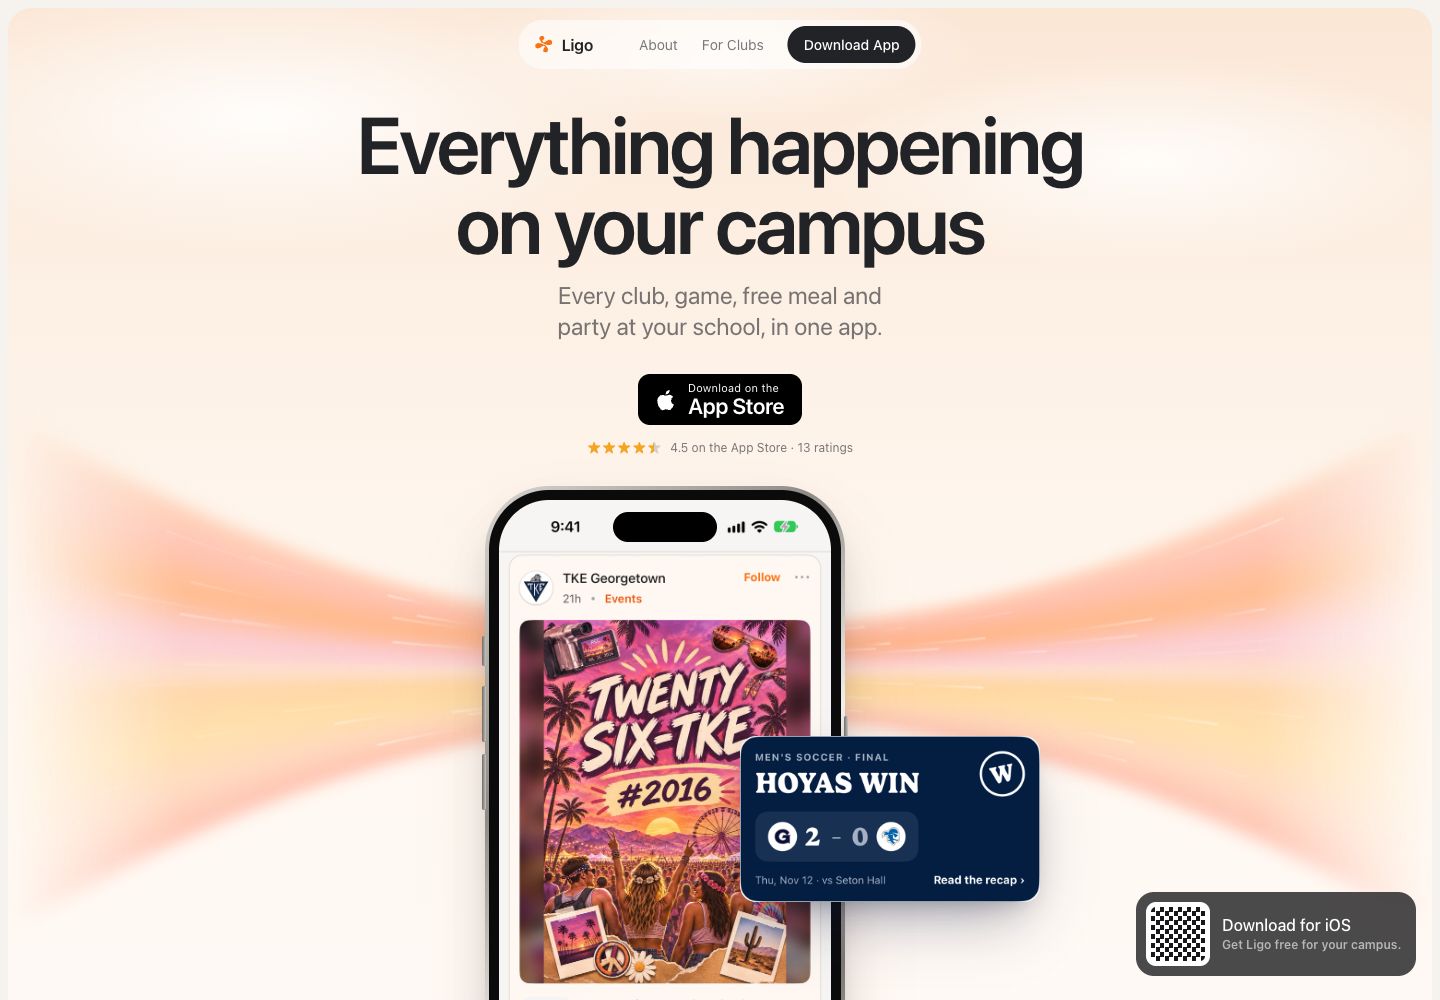 Ligo
About
For Clubs
Download App
Everything happening
on your campus
Every club, game, free meal and
party at your school, in one app.
Download on the
App Store
4.5 on the App Store · 13 ratings
9:41
TKE Georgetown
Follow
21h • Events
TKE
TWENTY
SIX-TKE
#2016
MEN'S SOCCER · FINAL
HOYAS WIN
W
G 2 - 0
Thu, Nov 12 · vs Seton Hall
Read the recap ›
Download for iOS
Get Ligo free for your campus.